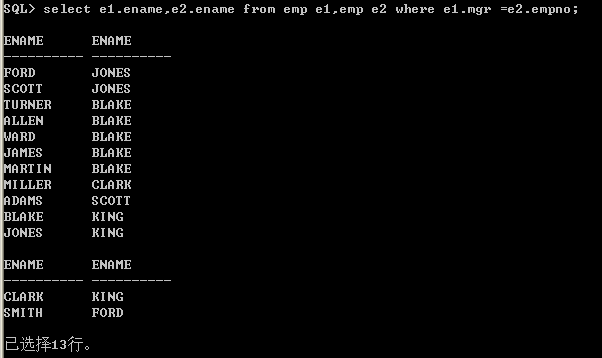 SQL> select e1.ename,e2.ename from emp e1,emp e2 where e1.mgr =e2.empno;
ENAME      ENAME
---------- ----------
FORD       JONES
SCOTT      JONES
TURNER     BLAKE
ALLEN      BLAKE
WARD       BLAKE
JAMES      BLAKE
MARTIN     BLAKE
MILLER     CLARK
ADAMS      SCOTT
BLAKE      KING
JONES      KING
ENAME      ENAME
---------- ----------
CLARK      KING
SMITH      FORD
已选择13行。